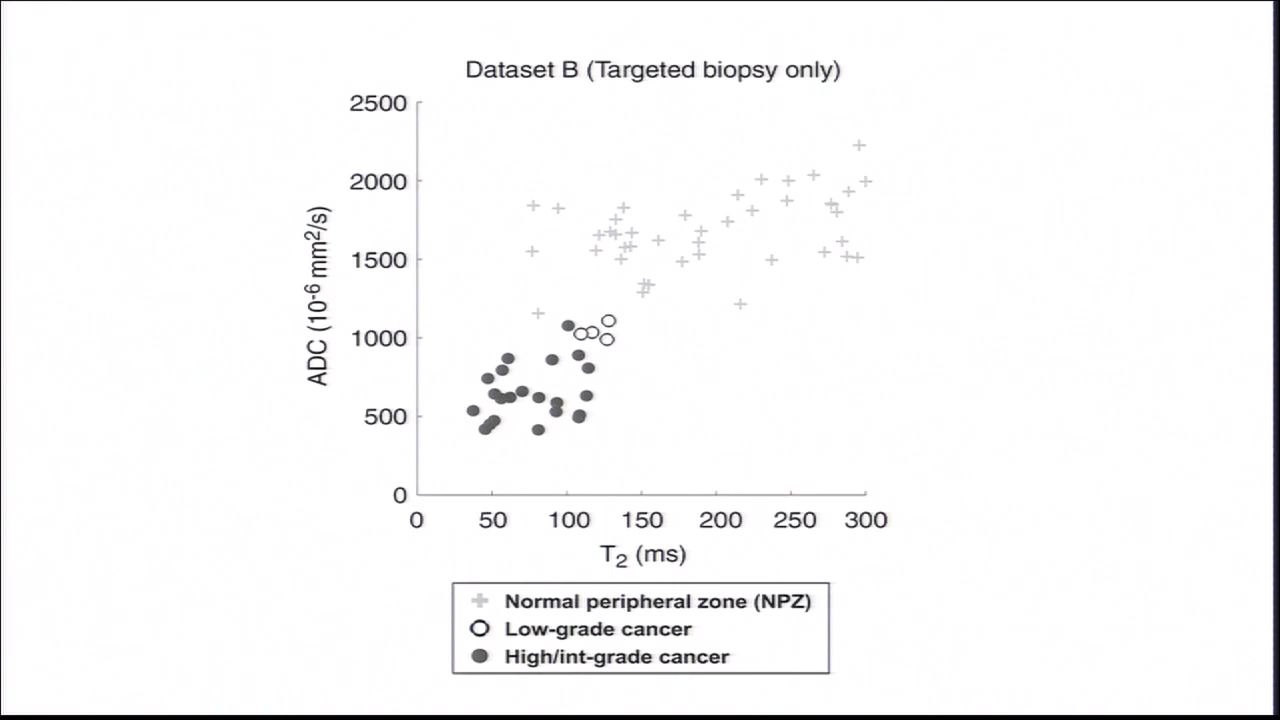 Dataset B (Targeted biopsy only)
2500
2000
1500
1000
500
0
ADC (10-6 mm2/s)
0 50 100 150 200 250 300
T2 (ms)
Normal peripheral zone (NPZ)
Low-grade cancer
High/int-grade cancer